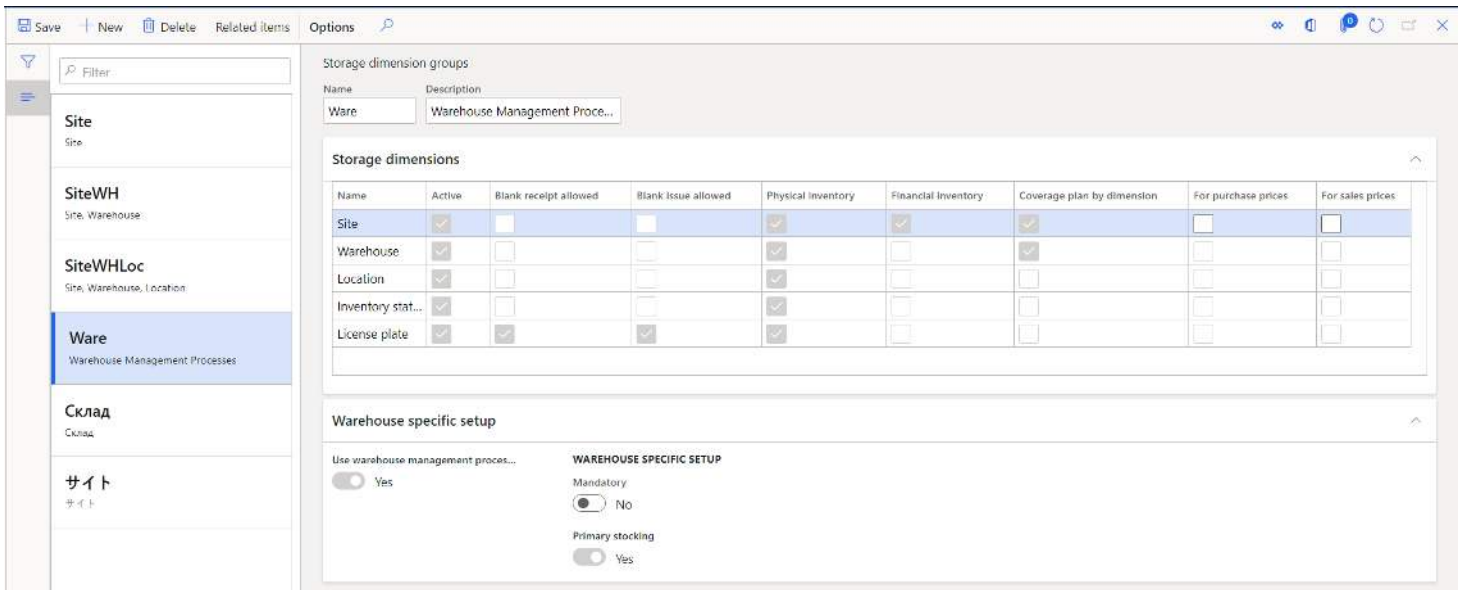 Save New Delete Related items Options
0
Filter
Site
Site
SiteWH
Site, Warehouse
SiteWHLoc
Site, Warehouse, Location
Ware
Warehouse Management Processes
Склад
Склад
サイト
サイト
Storage dimension groups
Name Description
Ware Warehouse Management Proce...
Storage dimensions
Name Active Blank receipt allowed Blank issue allowed Physical inventory Financial inventory Coverage plan by dimension For purchase prices For sales prices
Site
Warehouse
Location
Inventory stat...
License plate
Warehouse specific setup
Use warehouse management proces...
Yes
WAREHOUSE SPECIFIC SETUP
Mandatory
No
Primary stocking
Yes